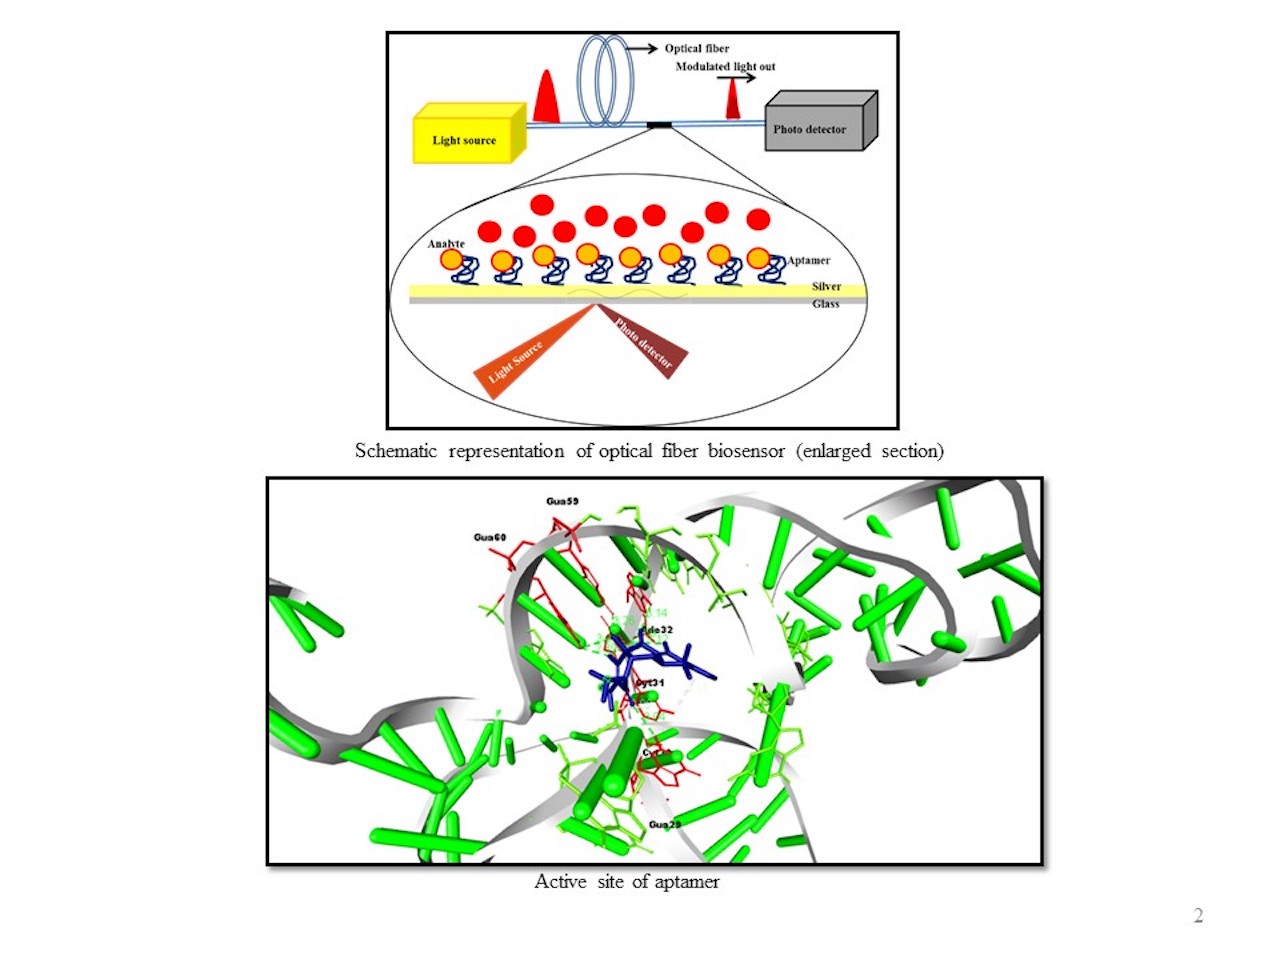 Optical fiber
Modulated light out
Light source
Photo detector
Analyte
Aptamer
Silver
Glass
Light Source
Photo detector
Schematic representation of optical fiber biosensor (enlarged section)
Gua59
Gua60
Ade32
Cyt31
Gua29
Active site of aptamer
2